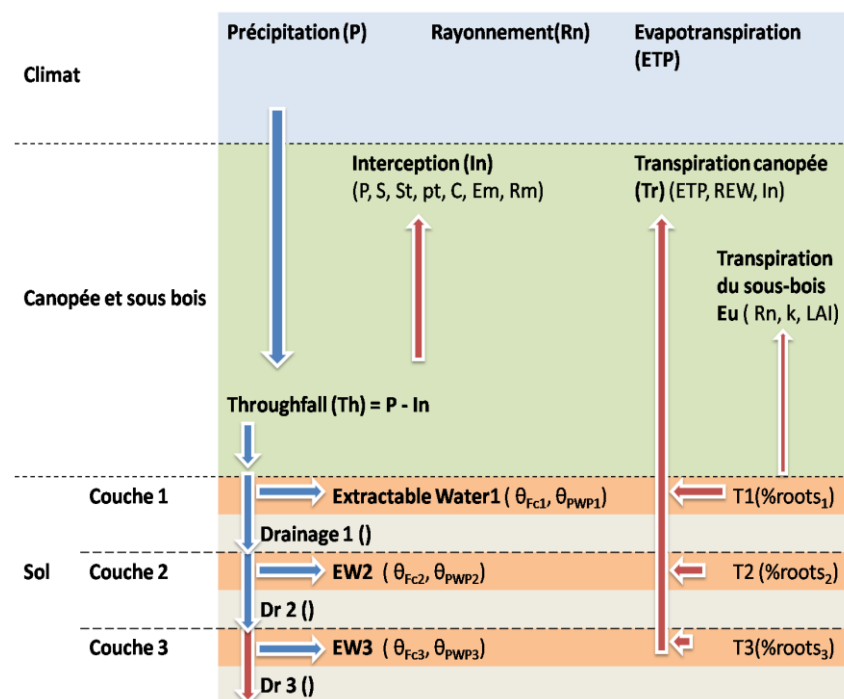 Précipitation (P)
Rayonnement(Rn)
Evapotranspiration
(ETP)
Climat
Interception (In)
(P, S, St, pt, C, Em, Rm)
Transpiration canopée
(Tr) (ETP, REW, In)
Transpiration
du sous-bois
Eu ( Rn, k, LAI)
Canopée et sous bois
Throughfall (Th) = P - In
Couche 1
Extractable Water1 ( θFc1, θPWP1)
T1(%roots1)
Drainage 1 ()
Sol
Couche 2
EW2 ( θFc2, θPWP2)
T2 (%roots2)
Dr 2 ()
Couche 3
EW3 ( θFc3, θPWP3)
T3(%roots3)
Dr 3 ()